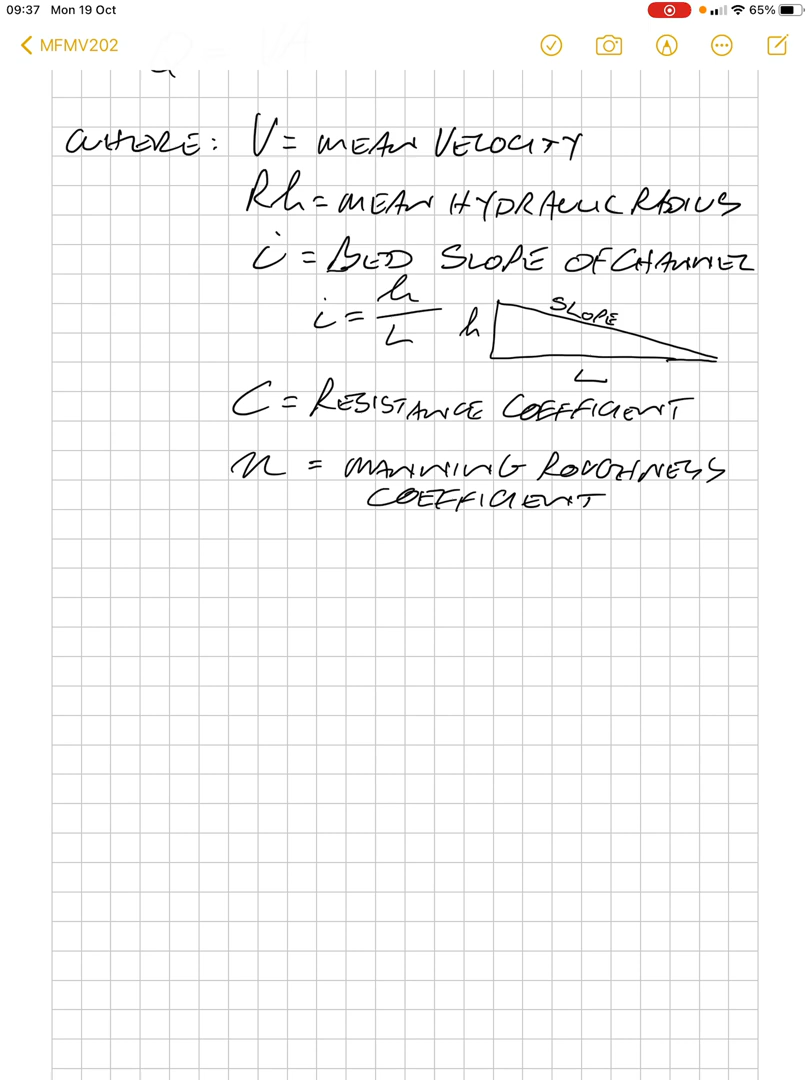 09:37 Mon 19 Oct 65%
MFMV202
Q = VA
WHERE: V = MEAN VELOCITY
Rh = MEAN HYDRAULIC RADIUS
i = BED SLOPE OF CHANNEL
i = h/L h SLOPE
L
C = RESISTANCE COEFFICIENT
n = MANNING ROUGHNESS
COEFFICIENT